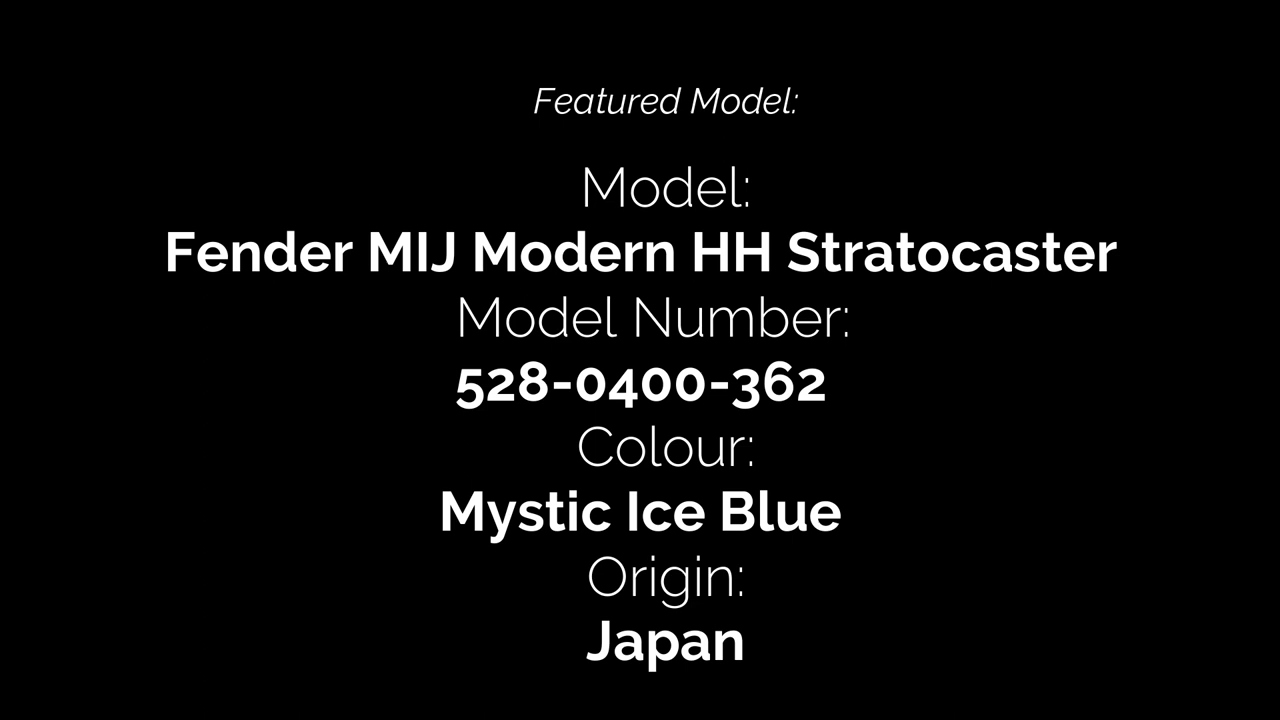 Featured Model:
Model:
Fender MIJ Modern HH Stratocaster
Model Number:
528-0400-362
Colour:
Mystic Ice Blue
Origin:
Japan